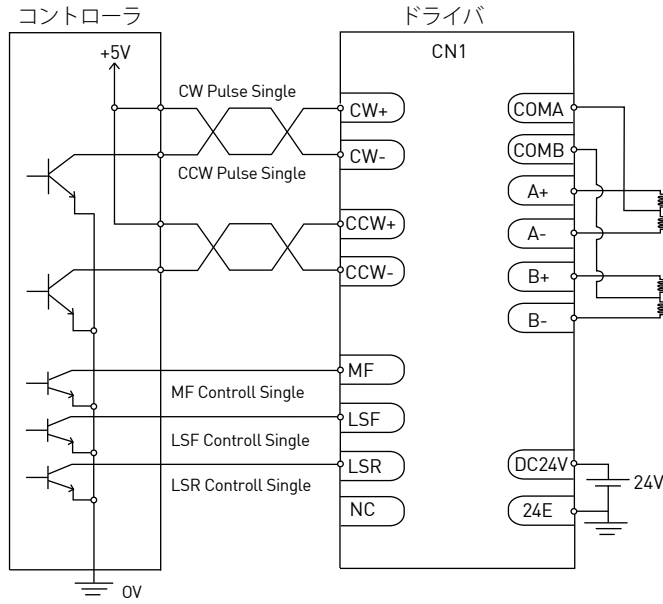 コントローラ
ドライバ
+5V
CN1
CW Pulse Single
CW+
COMA
CCW Pulse Single
CW-
COMB
A+
CCW+
A-
CCW-
B+
B-
MF
MF Controll Single
LSF
LSF Controll Single
LSR
DC24V
24V
LSR Controll Single
NC
24E
0V